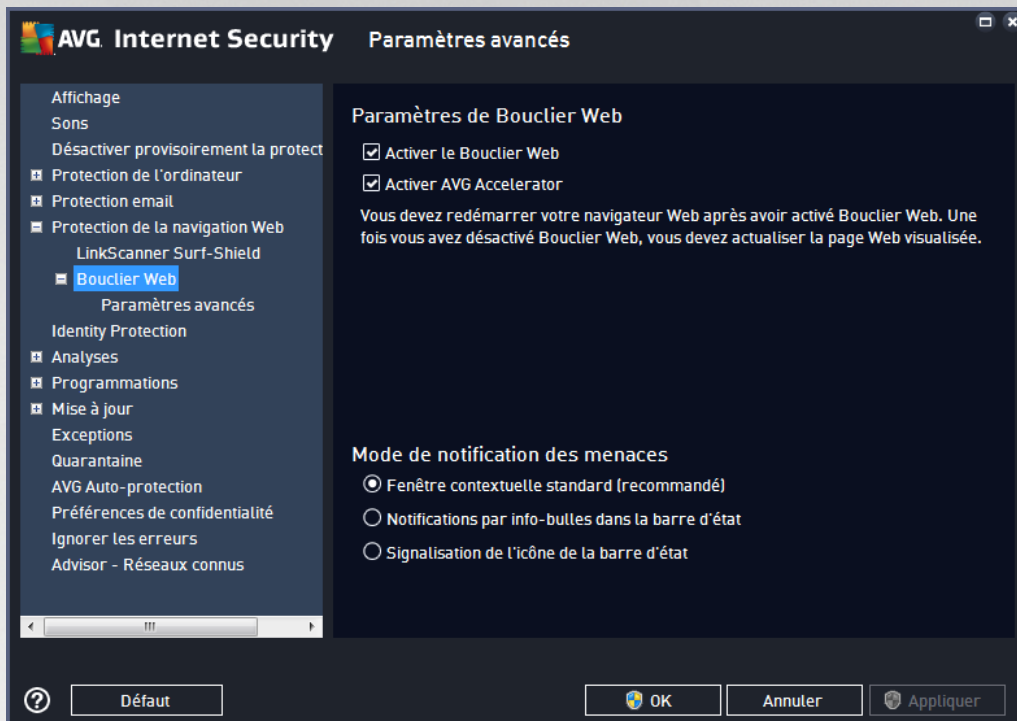 AVG Internet Security Paramètres avancés
Affichage
Sons
Désactiver provisoirement la protect
Protection de l'ordinateur
Protection email
Protection de la navigation Web
LinkScanner Surf-Shield
Bouclier Web
Paramètres avancés
Identity Protection
Analyses
Programmations
Mise à jour
Exceptions
Quarantaine
AVG Auto-protection
Préférences de confidentialité
Ignorer les erreurs
Advisor - Réseaux connus
Paramètres de Bouclier Web
Activer le Bouclier Web
Activer AVG Accelerator
Vous devez redémarrer votre navigateur Web après avoir activé Bouclier Web. Une
fois vous avez désactivé Bouclier Web, vous devez actualiser la page Web visualisée.
Mode de notification des menaces
Fenêtre contextuelle standard (recommandé)
Notifications par info-bulles dans la barre d'état
Signalisation de l'icône de la barre d'état
? Défaut OK Annuler Appliquer